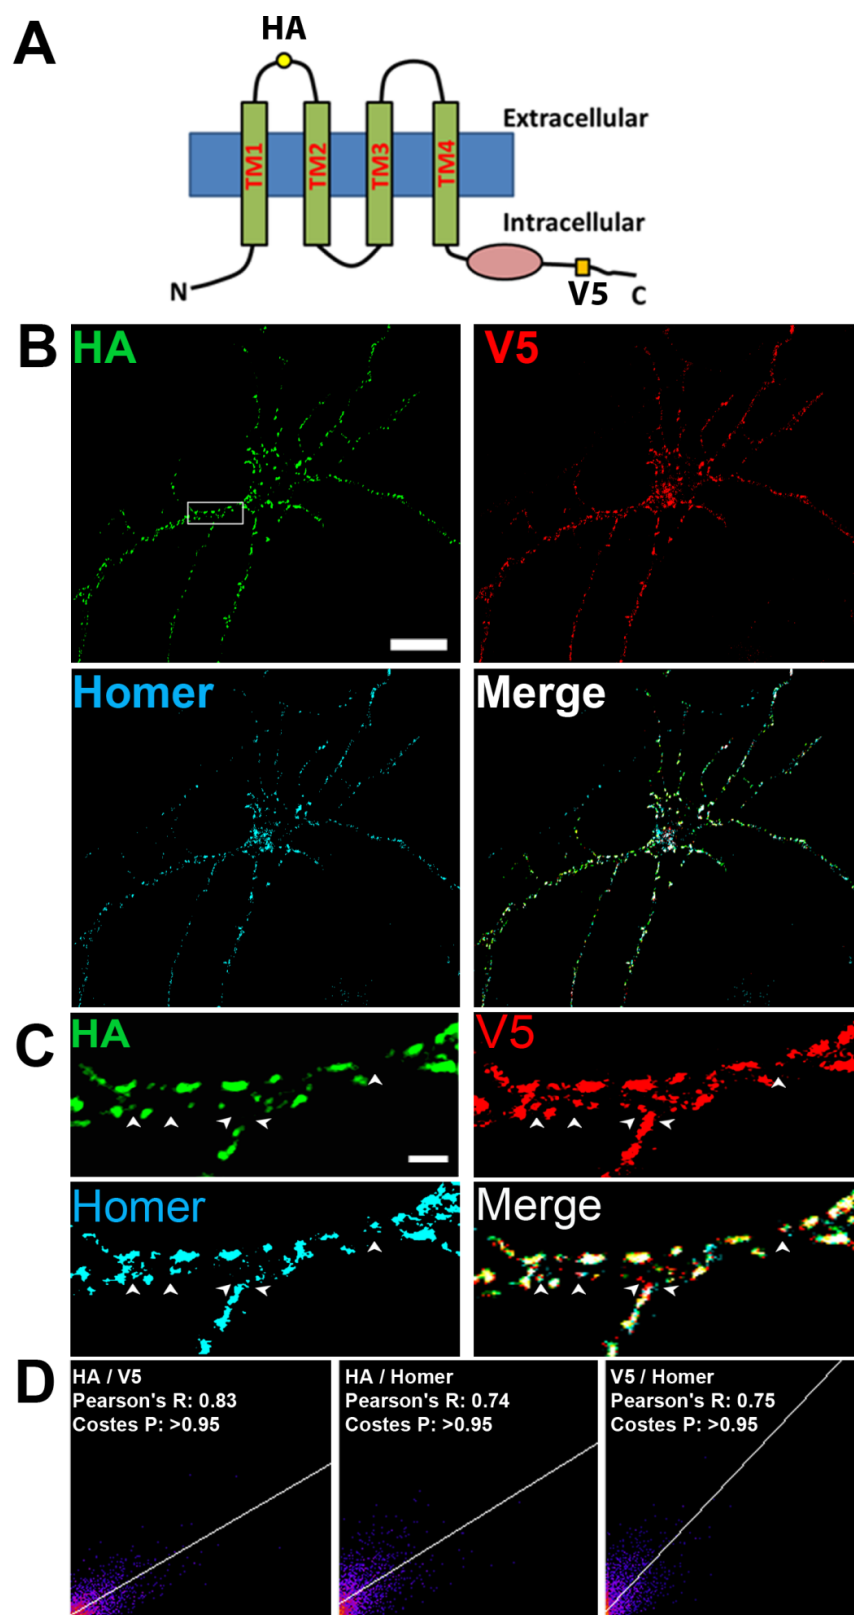 A
HA
TM1
TM2
TM3
TM4
Extracellular
Intracellular
N
V5
C
B
HA
V5
Homer
Merge
C
HA
V5
Homer
Merge
D
HA / V5
Pearson's R: 0.83
Costes P: >0.95
HA / Homer
Pearson's R: 0.74
Costes P: >0.95
V5 / Homer
Pearson's R: 0.75
Costes P: >0.95